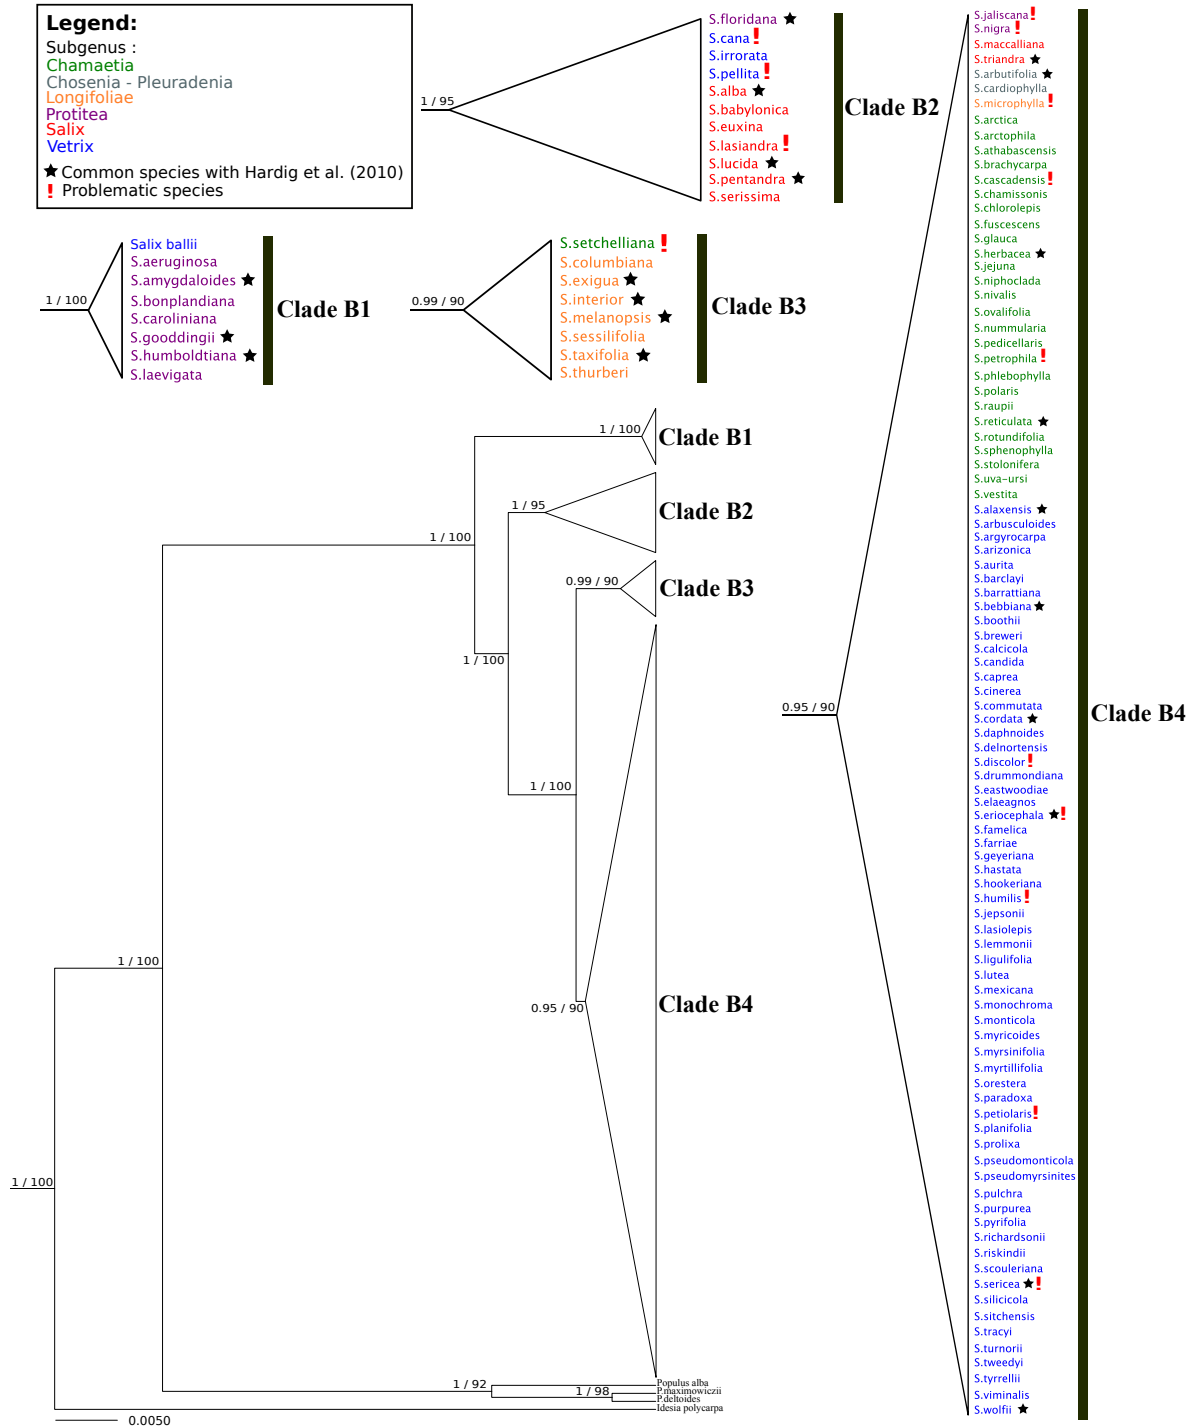 Legend:
Subgenus :
Chamaetia
Chosenia - Pleuradenia
Longifoliae
Protitea
Salix
Vetrix
Common species with Hardig et al. (2010)
! Problematic species
1 / 95
S.floridana
S.cana !
S.irrorata
S.pellita !
S.alba
S.babylonica
S.euxina
S.lasiandra !
S.lucida
S.pentandra
S.serissima
Clade B2
1 / 100
Salix ballii
S.aeruginosa
S.amygdaloides
S.bonplandiana
S.caroliniana
S.gooddingii
S.humboldtiana
S.laevigata
Clade B1
0.99 / 90
S.setchelliana !
S.columbiana
S.exigua
S.interior
S.melanopsis
S.sessilifolia
S.taxifolia
S.thurberi
Clade B3
1 / 100
Clade B1
1 / 95
Clade B2
1 / 100
0.99 / 90
Clade B3
1 / 100
1 / 100
0.95 / 90
Clade B4
1 / 100
1 / 100
1 / 92
1 / 98
Populus alba
P.maximowiczii
P.deltoides
Idesia polycarpa
0.0050
0.95 / 90
S.jaliscana !
S.nigra !
S.maccalliana
S.triandra
S.arbutifolia
S.cardiophylla
S.microphylla !
S.arctica
S.arctophila
S.athabascensis
S.brachycarpa
S.cascadensis !
S.chamissonis
S.chlorolepis
S.fuscescens
S.glauca
S.herbacea
S.jejuna
S.niphoclada
S.nivalis
S.ovalifolia
S.nummularia
S.pedicellaris
S.petrophila !
S.phlebophylla
S.polaris
S.raupii
S.reticulata
S.rotundifolia
S.sphenophylla
S.stolonifera
S.uva-ursi
S.vestita
S.alaxensis
S.arbusculoides
S.argyrocarpa
S.arizonica
S.aurita
S.barclayi
S.barrattiana
S.bebbiana
S.boothii
S.breweri
S.calcicola
S.candida
S.caprea
S.cinerea
S.commutata
S.cordata
S.daphnoides
S.delnortensis
S.discolor !
S.drummondiana
S.eastwoodiae
S.elaeagnos
S.eriocephala !
S.famelica
S.farriae
S.geyeriana
S.hastata
S.hookeriana
S.humilis !
S.jepsonii
S.lasiolepis
S.lemmonii
S.ligulifolia
S.lutea
S.mexicana
S.monochroma
S.monticola
S.myricoides
S.myrsinifolia
S.myrtillifolia
S.orestera
S.paradoxa
S.petiolaris !
S.planifolia
S.prolixa
S.pseudomonticola
S.pseudomyrsinites
S.pulchra
S.purpurea
S.pyrifolia
S.richardsonii
S.riskindii
S.scouleriana
S.sericea !
S.silicicola
S.sitchensis
S.tracyi
S.turnorii
S.tweedyi
S.tyrrellii
S.viminalis
S.wolfii
Clade B4